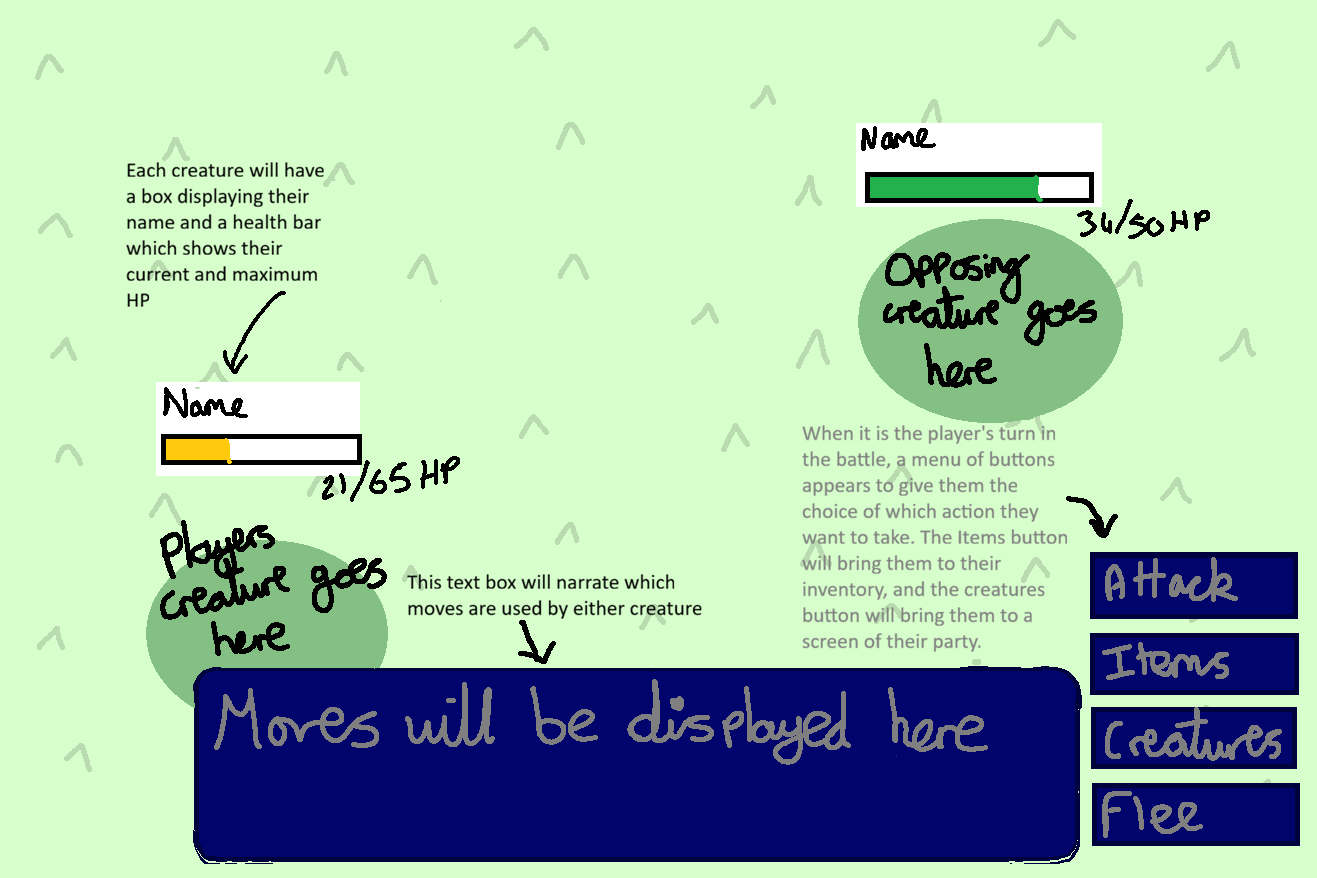 Each creature will have
a box displaying their
name and a health bar
which shows their
current and maximum
HP
Name
21/65 HP
Players
creature goes
here
This text box will narrate which
moves are used by either creature
Moves will be displayed here
Name
34/50 HP
Opposing
creature goes
here
When it is the player's turn in
the battle, a menu of buttons
appears to give them the
choice of which action they
want to take. The Items button
will bring them to their
inventory, and the creatures
button will bring them to a
screen of their party.
Attack
Items
Creatures
Flee